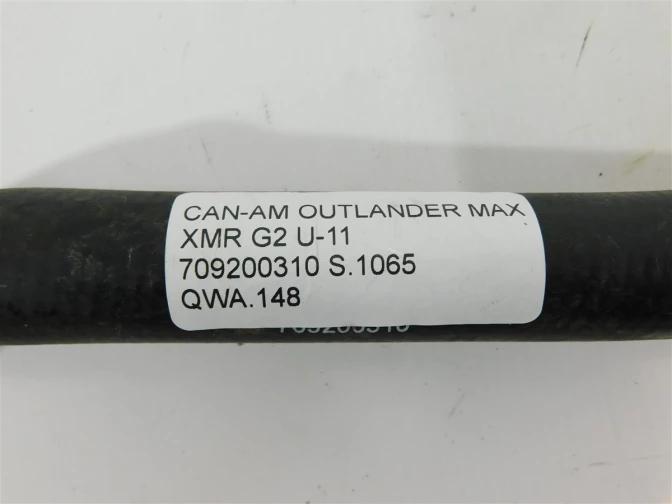 CAN-AM OUTLANDER MAX
XMR G2 U-11
709200310 S.1065
QWA.148